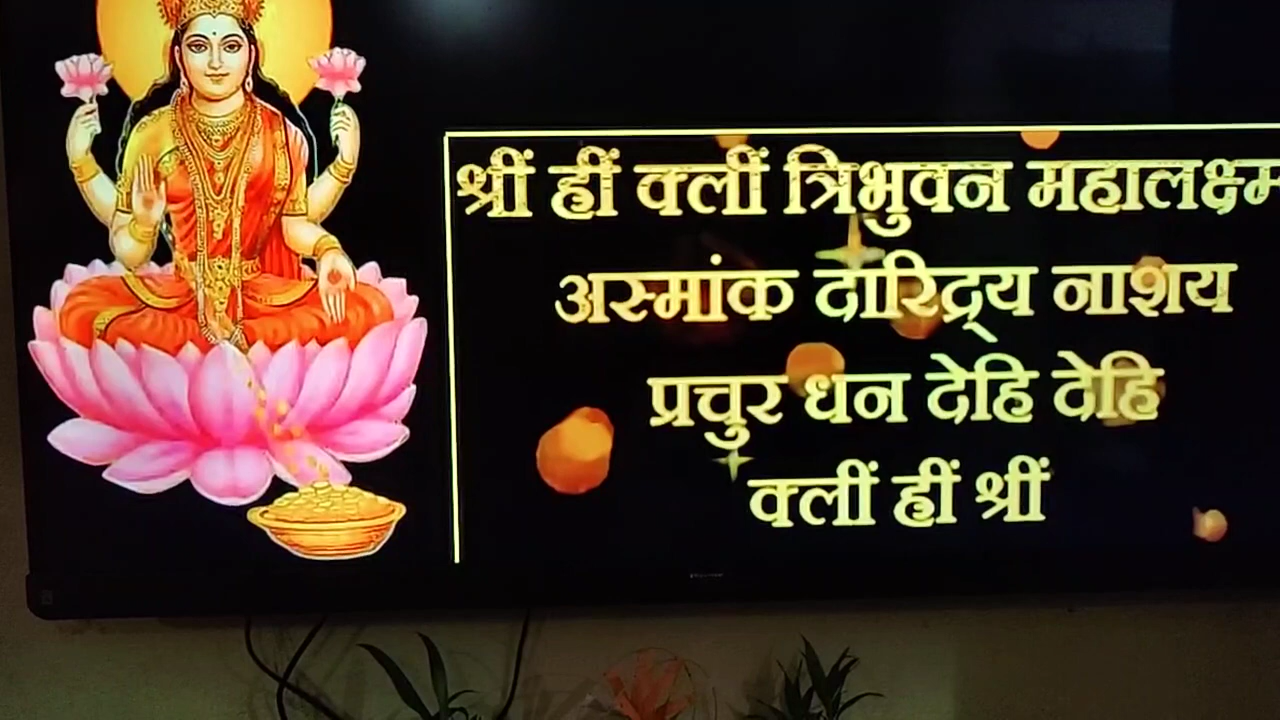 श्रीं ह्रीं क्लीं त्रिभुवन महालक्ष्म
अस्मांक दारिद्र्य नाशय
प्रचुर धन देहि देहि
क्लीं ह्रीं श्रीं